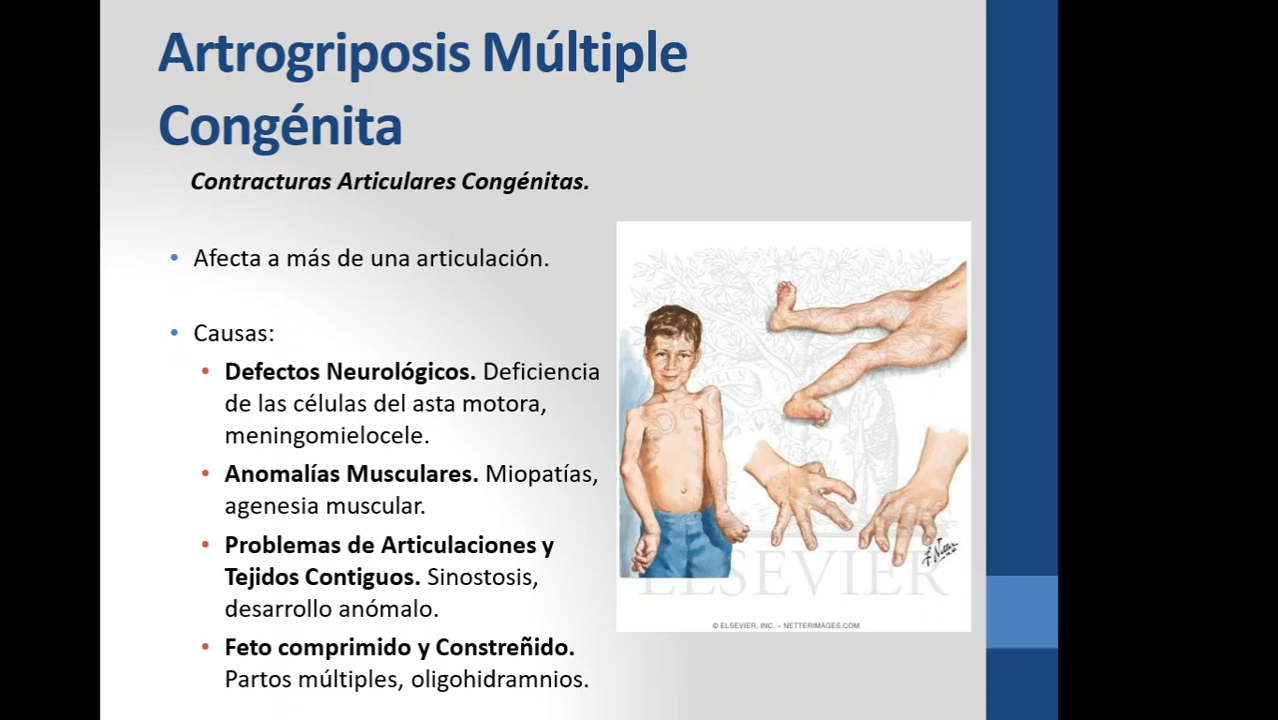 Artrogriposis Múltiple
Congénita
Contracturas Articulares Congénitas.
• Afecta a más de una articulación.
• Causas:
• Defectos Neurológicos. Deficiencia
de las células del asta motora,
meningomielocele.
• Anomalías Musculares. Miopatías,
agenesia muscular.
• Problemas de Articulaciones y
Tejidos Contiguos. Sinostosis,
desarrollo anómalo.
• Feto comprimido y Constreñido.
Partos múltiples, oligohidramnios.
F. Netter
ELSEVIER
© ELSEVIER, INC. – NETTERIMAGES.COM